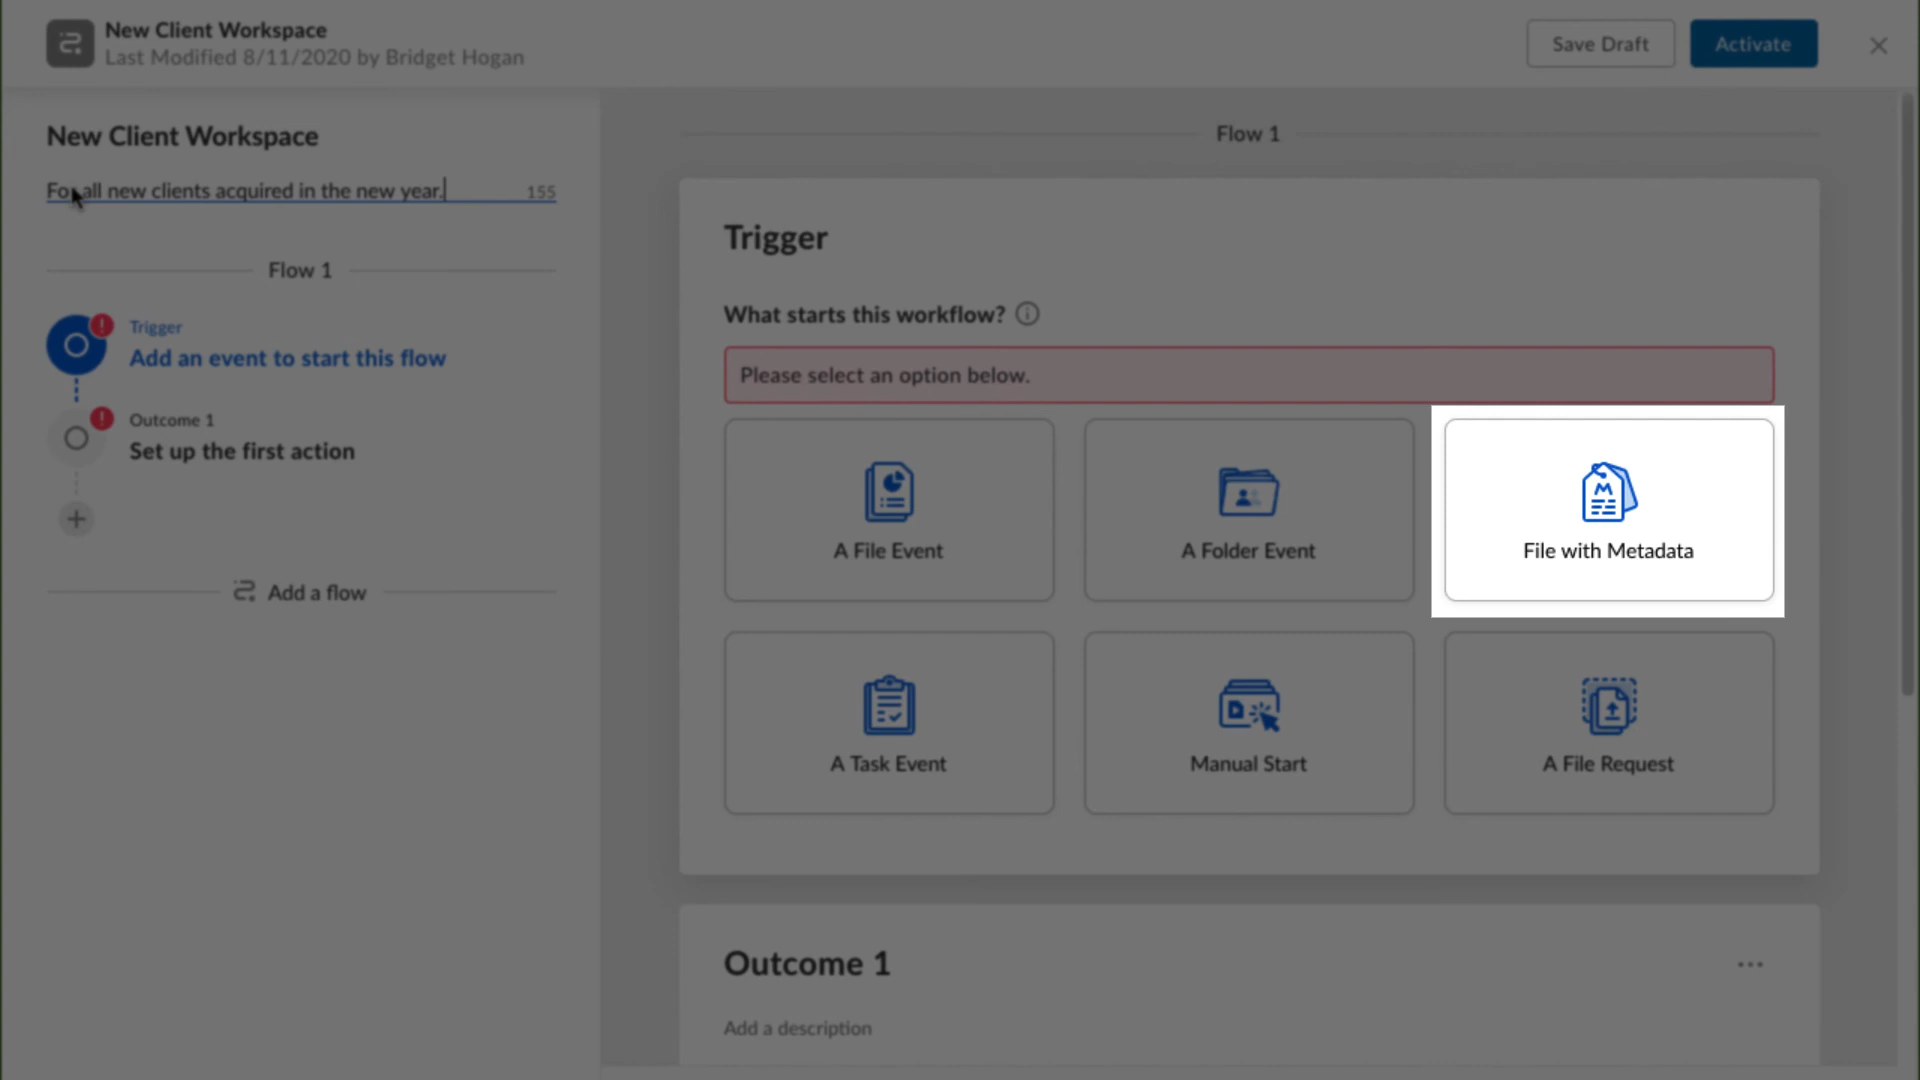 New Client Workspace
Last Modified 8/11/2020 by Bridget Hogan
Save Draft
Activate
New Client Workspace
For all new clients acquired in the new year.
155
Flow 1
Trigger
Add an event to start this flow
Outcome 1
Set up the first action
Add a flow
Flow 1
Trigger
What starts this workflow?
Please select an option below.
A File Event
A Folder Event
File with Metadata
A Task Event
Manual Start
A File Request
Outcome 1
Add a description